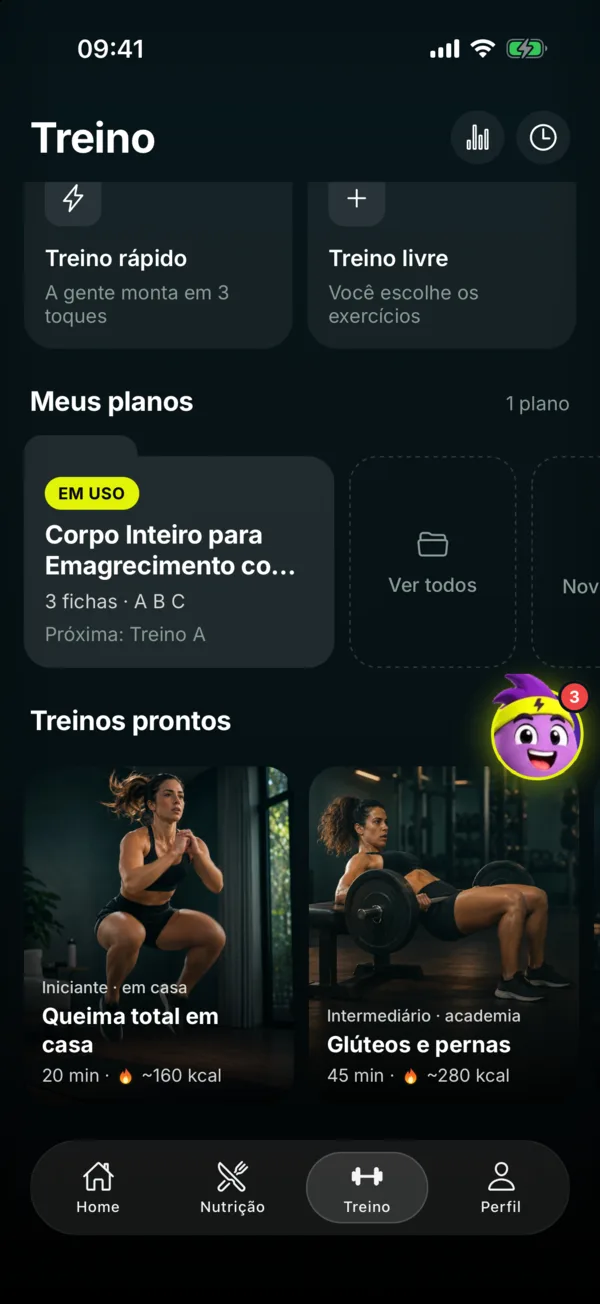 09:41
Treino
Treino rápido
A gente monta em 3
toques
Treino livre
Você escolhe os
exercícios
Meus planos
1 plano
EM USO
Corpo Inteiro para
Emagrecimento co...
3 fichas · A B C
Próxima: Treino A
Ver todos
Nov
Treinos prontos
3
Iniciante · em casa
Queima total em
casa
20 min · 🔥 ~160 kcal
Intermediário · academia
Glúteos e pernas
45 min · 🔥 ~280 kcal
Home
Nutrição
Treino
Perfil